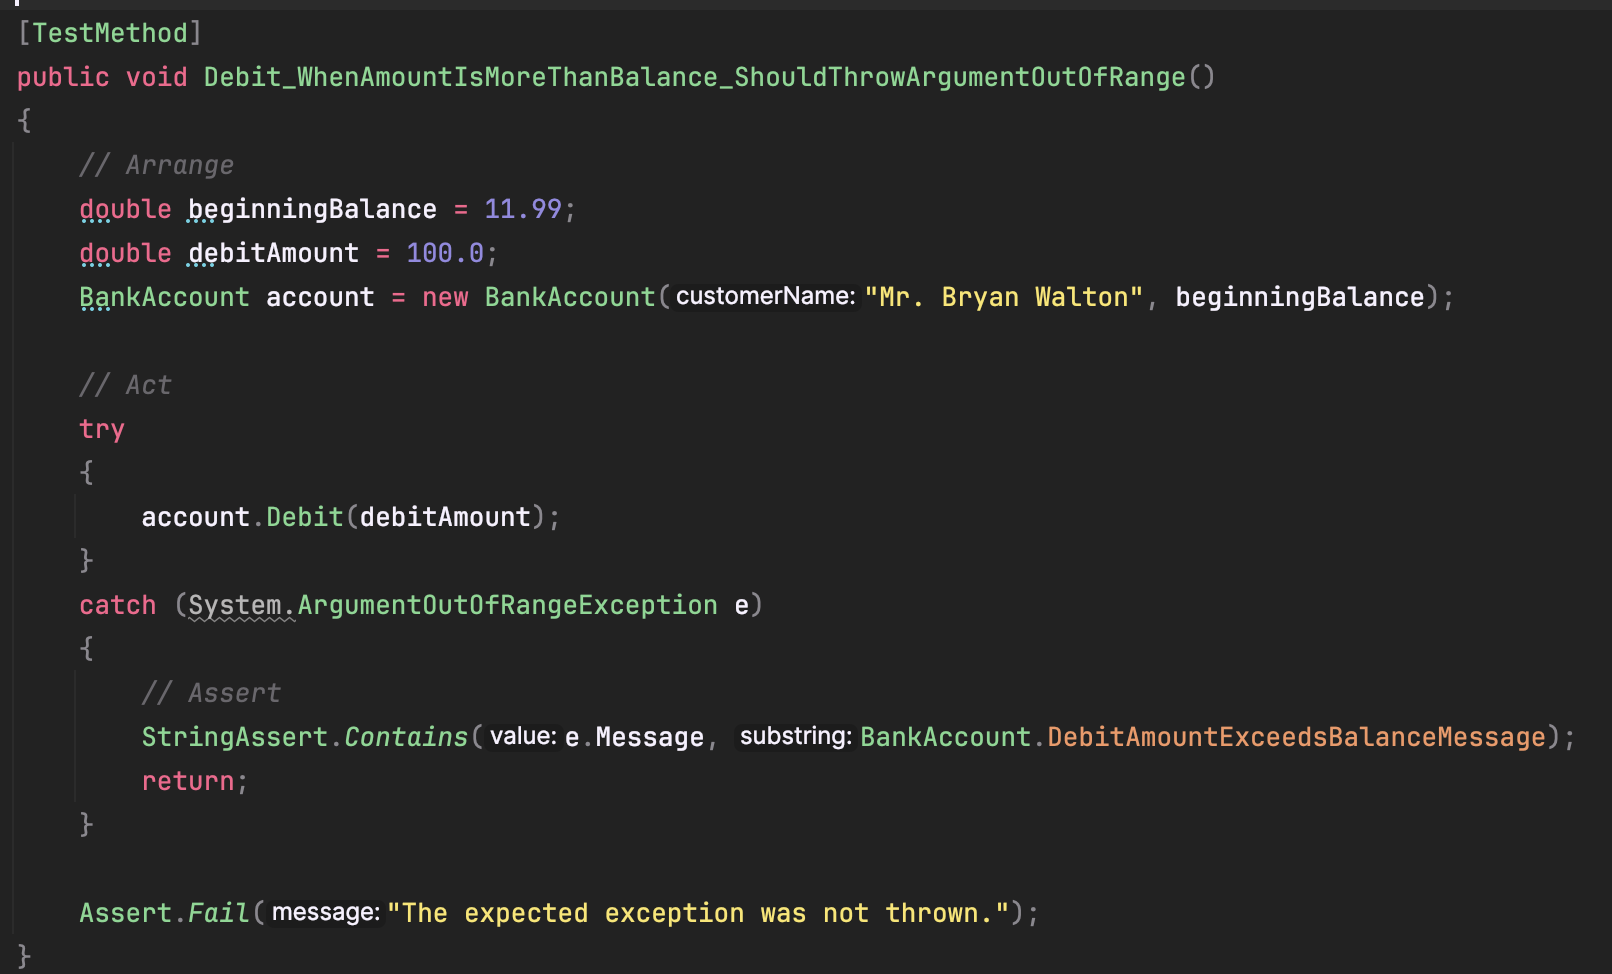 [TestMethod]
public void Debit_WhenAmountIsMoreThanBalance_ShouldThrowArgumentOutOfRange()
{
    // Arrange
    double beginningBalance = 11.99;
    double debitAmount = 100.0;
    BankAccount account = new BankAccount( customerName: "Mr. Bryan Walton", beginningBalance);

    // Act
    try
    {
        account.Debit(debitAmount);
    }
    catch (System.ArgumentOutOfRangeException e)
    {
        // Assert
        StringAssert.Contains( value: e.Message, substring: BankAccount.DebitAmountExceedsBalanceMessage);
        return;
    }

    Assert.Fail( message: "The expected exception was not thrown.");
}